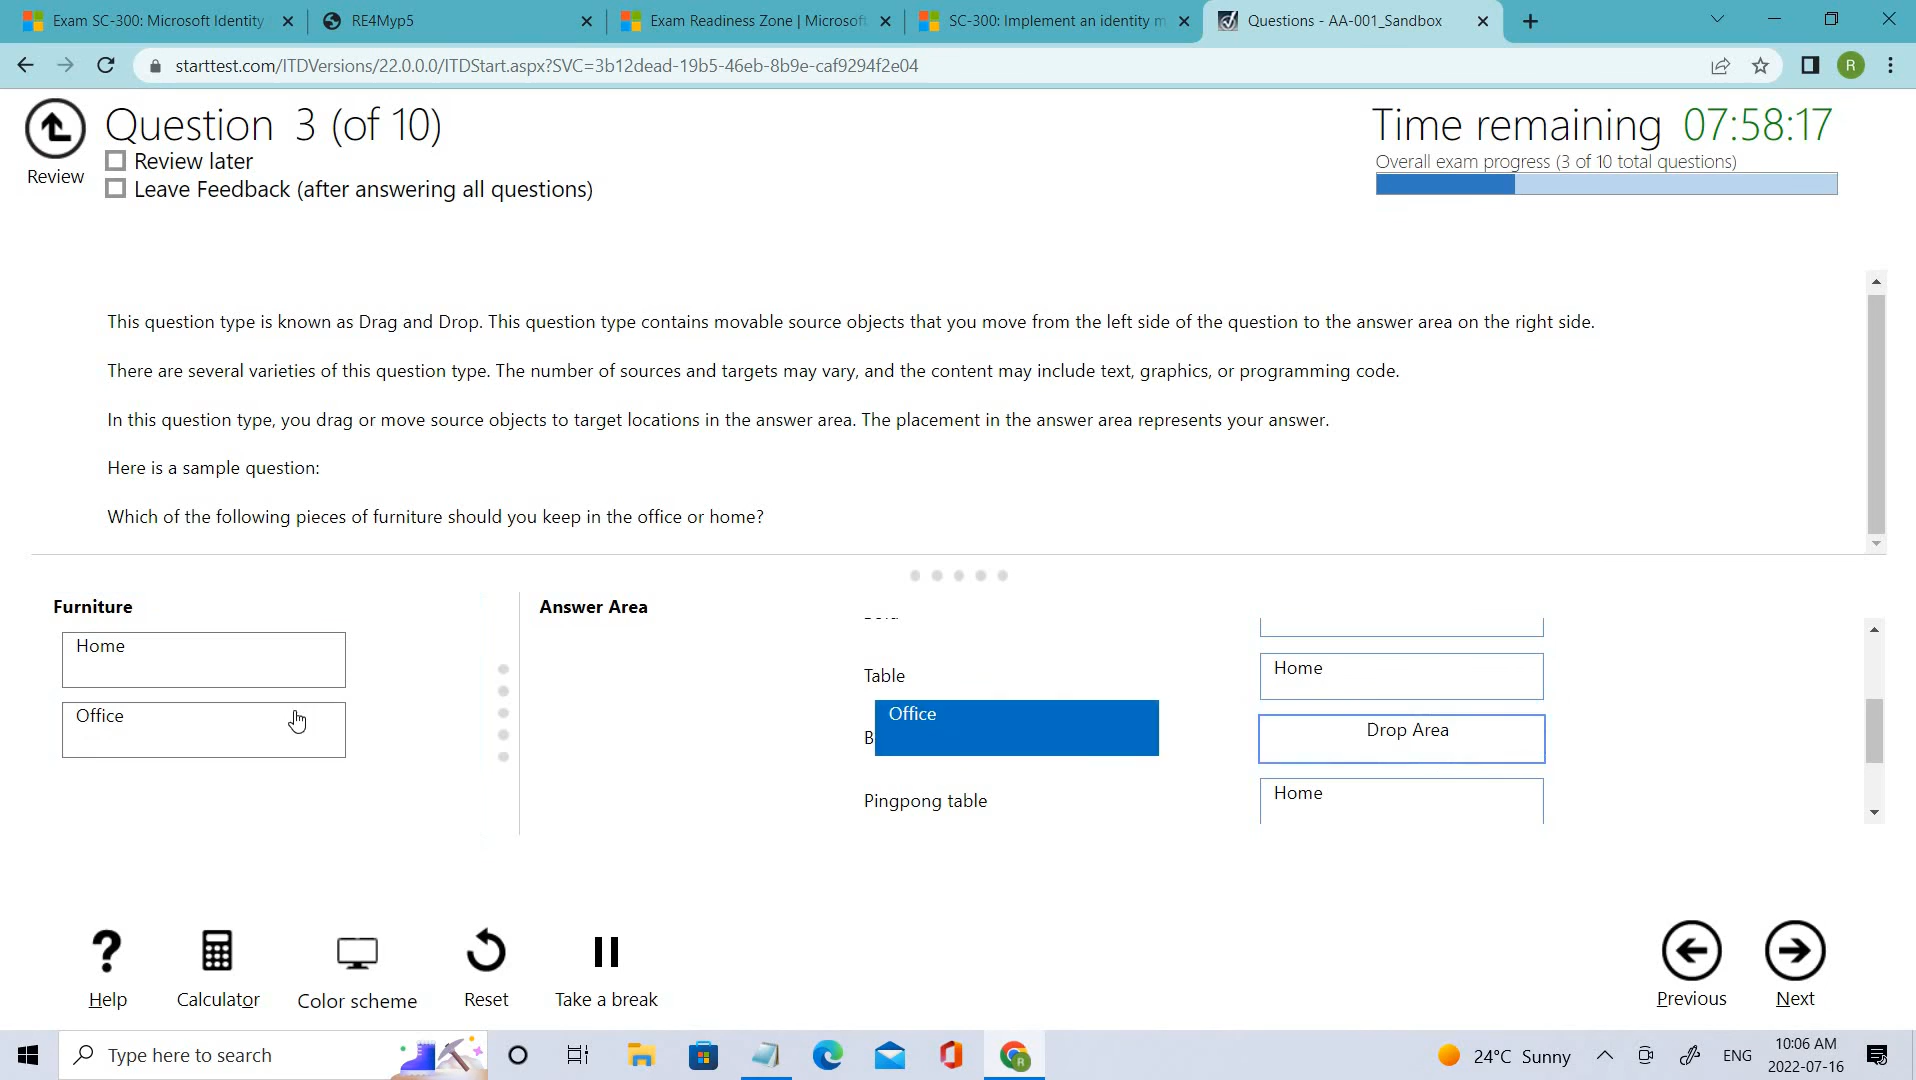 Exam SC-300: Microsoft Identity
RE4Myp5
Exam Readiness Zone | Microsoft
SC-300: Implement an identity m
Questions - AA-001_Sandbox
starttest.com/ITDVersions/22.0.0.0/ITDStart.aspx?SVC=3b12dead-19b5-46eb-8b9e-caf9294f2e04
R
Question 3 (of 10)
Time remaining 07:58:17
Review later
Overall exam progress (3 of 10 total questions)
Review
Leave Feedback (after answering all questions)
This question type is known as Drag and Drop. This question type contains movable source objects that you move from the left side of the question to the answer area on the right side.
There are several varieties of this question type. The number of sources and targets may vary, and the content may include text, graphics, or programming code.
In this question type, you drag or move source objects to target locations in the answer area. The placement in the answer area represents your answer.
Here is a sample question:
Which of the following pieces of furniture should you keep in the office or home?
Furniture
Answer Area
Home
Office
Table
Home
B
Office
Drop Area
Pingpong table
Home
Help
Calculator
Color scheme
Reset
Take a break
Previous
Next
Type here to search
24°C Sunny
ENG
10:06 AM
2022-07-16